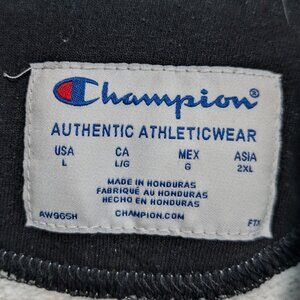 Champion®
AUTHENTIC ATHLETICWEAR
USA CA MEX ASIA
L L/G G 2XL
MADE IN HONDURAS
FABRIQUÉ AU HONDURAS
HECHO EN HONDURAS
AW965H CHAMPION.COM FTX